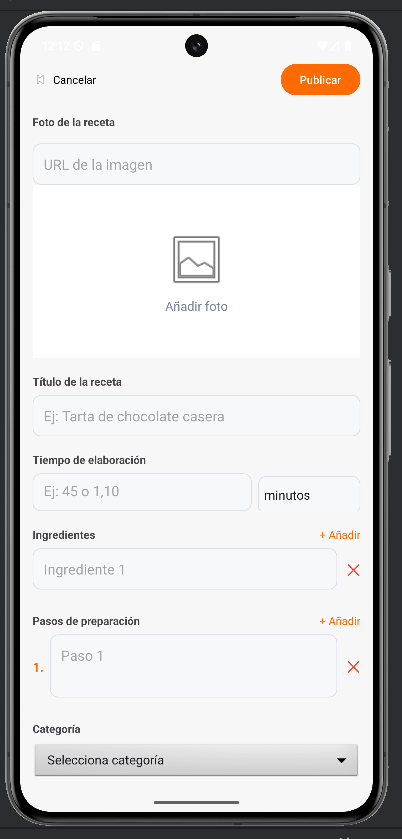 12:12
Cancelar
Publicar
Foto de la receta
URL de la imagen
Añadir foto
Título de la receta
Ej: Tarta de chocolate casera
Tiempo de elaboración
Ej: 45 o 1,10
minutos
Ingredientes
+ Añadir
Ingrediente 1
Pasos de preparación
+ Añadir
1.
Paso 1
Categoría
Selecciona categoría